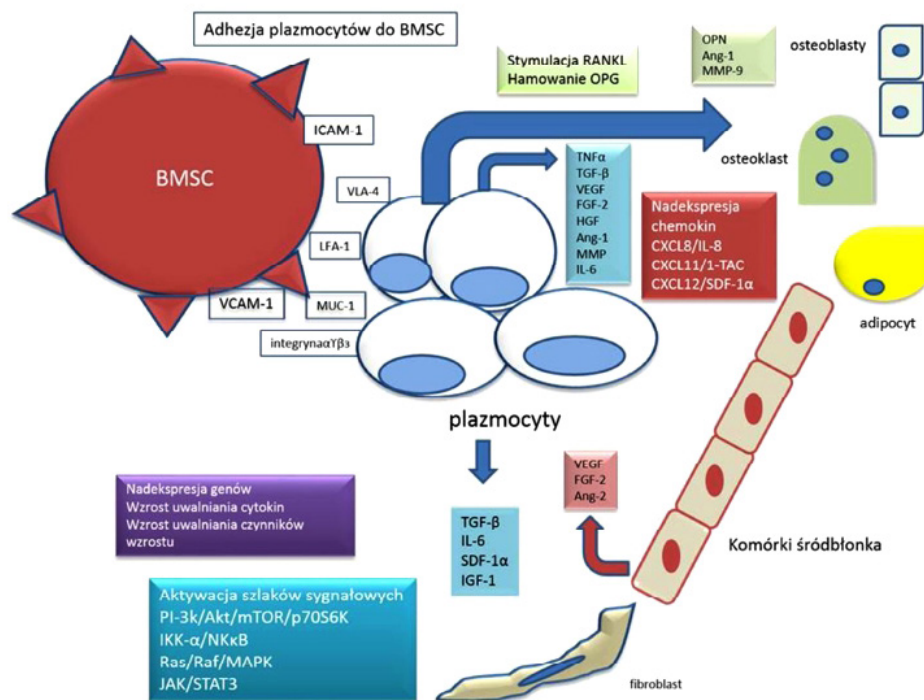 Adhezja plazmocytów do BMSC
BMSC
ICAM-1
VLA-4
LFA-1
VCAM-1
MUC-1
integrynaαΥβ₃
Stymulacja RANKL
Hamowanie OPG
OPN
Ang-1
MMP-9
osteoblasty
osteoklast
TNFα
TGF-β
VEGF
FGF-2
HGF
Ang-1
MMP
IL-6
Nadekspresja
chemokin
CXCL8/IL-8
CXCL11/1-TAC
CXCL12/SDF-1α
adipocyt
plazmocyty
VEGF
FGF-2
Ang-2
Komórki śródbłonka
Nadekspresja genów
Wzrost uwalniania cytokin
Wzrost uwalniania czynników
wzrostu
TGF-β
IL-6
SDF-1α
IGF-1
Aktywacja szlaków sygnałowych
PI-3k/Akt/mTOR/p70S6K
IKK-α/NKκB
Ras/Raf/MAPK
JAK/STAT3
fibroblast